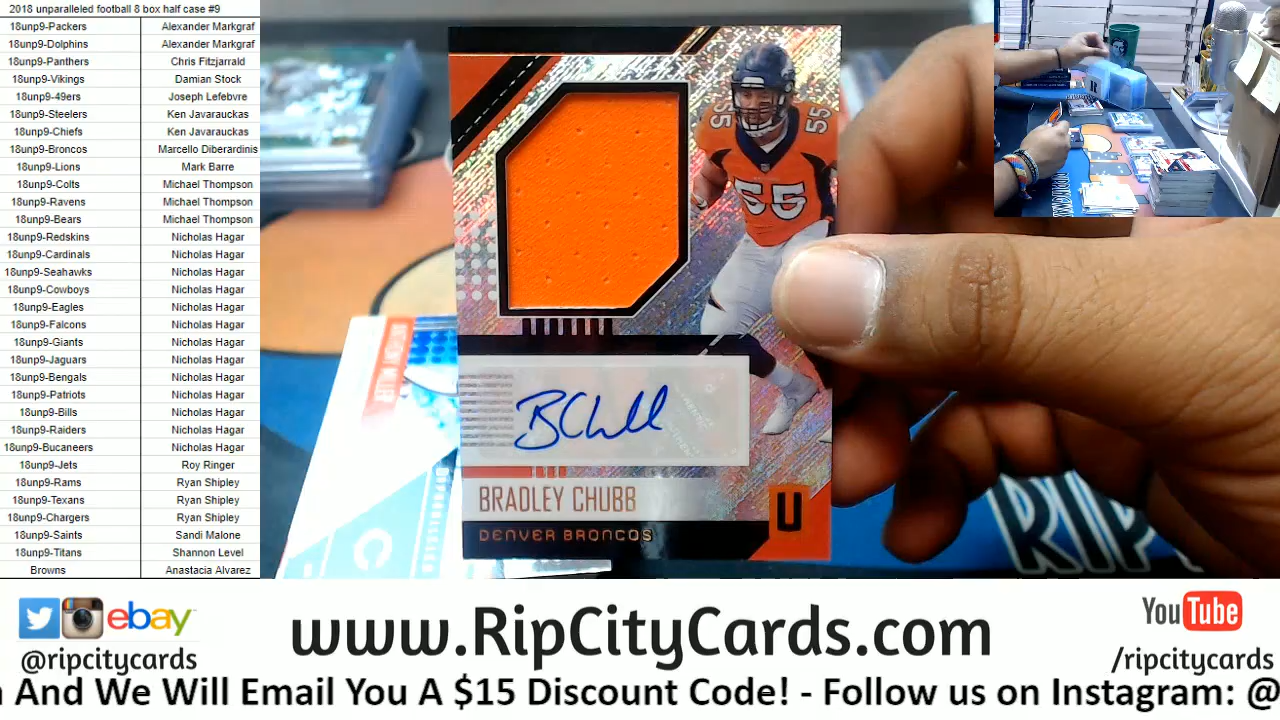 2018 unparalleled football 8 box half case #9
18unp9-Packers Alexander Markgraf
18unp9-Dolphins Alexander Markgraf
18unp9-Panthers Chris Fitzjarrald
18unp9-Vikings Damian Stock
18unp9-49ers Joseph Lefebvre
18unp9-Steelers Ken Javarauckas
18unp9-Chiefs Ken Javarauckas
18unp9-Broncos Marcello Diberardinis
18unp9-Lions Mark Barre
18unp9-Colts Michael Thompson
18unp9-Ravens Michael Thompson
18unp9-Bears Michael Thompson
18unp9-Redskins Nicholas Hagar
18unp9-Cardinals Nicholas Hagar
18unp9-Seahawks Nicholas Hagar
18unp9-Cowboys Nicholas Hagar
18unp9-Eagles Nicholas Hagar
18unp9-Falcons Nicholas Hagar
18unp9-Giants Nicholas Hagar
18unp9-Jaguars Nicholas Hagar
18unp9-Bengals Nicholas Hagar
18unp9-Patriots Nicholas Hagar
18unp9-Bills Nicholas Hagar
18unp9-Raiders Nicholas Hagar
18unp9-Bucaneers Nicholas Hagar
18unp9-Jets Roy Ringer
18unp9-Rams Ryan Shipley
18unp9-Texans Ryan Shipley
18unp9-Chargers Ryan Shipley
18unp9-Saints Sandi Malone
18unp9-Titans Shannon Level
Browns Anastacia Alvarez
55 55
55
B Chubb
BRADLEY CHUBB
DENVER BRONCOS
U
C
RIP
ebay
@ripcitycards
www.RipCityCards.com
YouTube
/ripcitycards
And We Will Email You A $15 Discount Code! - Follow us on Instagram: @